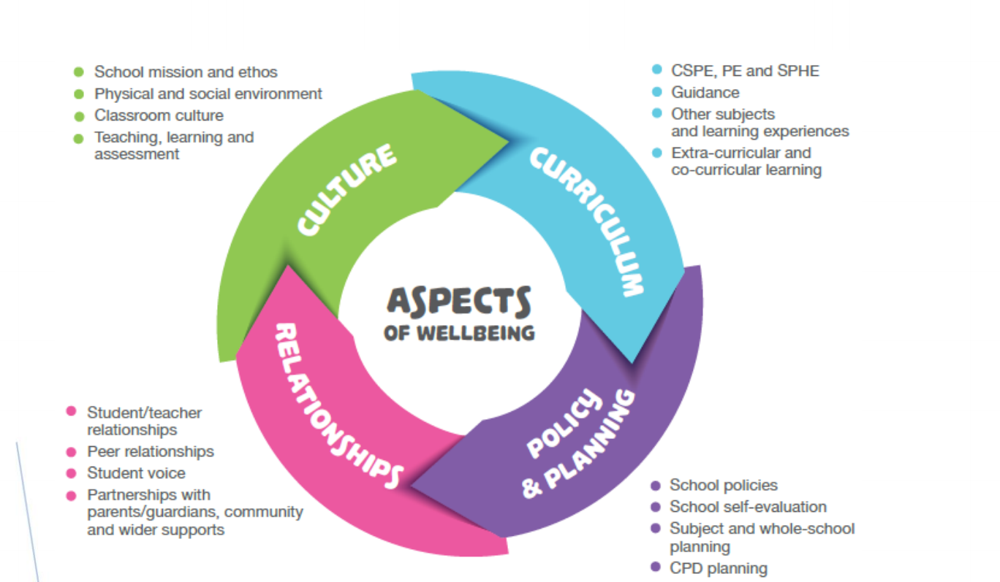 School mission and ethos
Physical and social environment
Classroom culture
Teaching, learning and
assessment
CSPE, PE and SPHE
Guidance
Other subjects
and learning experiences
Extra-curricular and
co-curricular learning
CULTURE
CURRICULUM
ASPECTS
OF WELLBEING
RELATIONSHIPS
POLICY
& PLANNING
Student/teacher
relationships
Peer relationships
Student voice
Partnerships with
parents/guardians, community
and wider supports
School policies
School self-evaluation
Subject and whole-school
planning
CPD planning